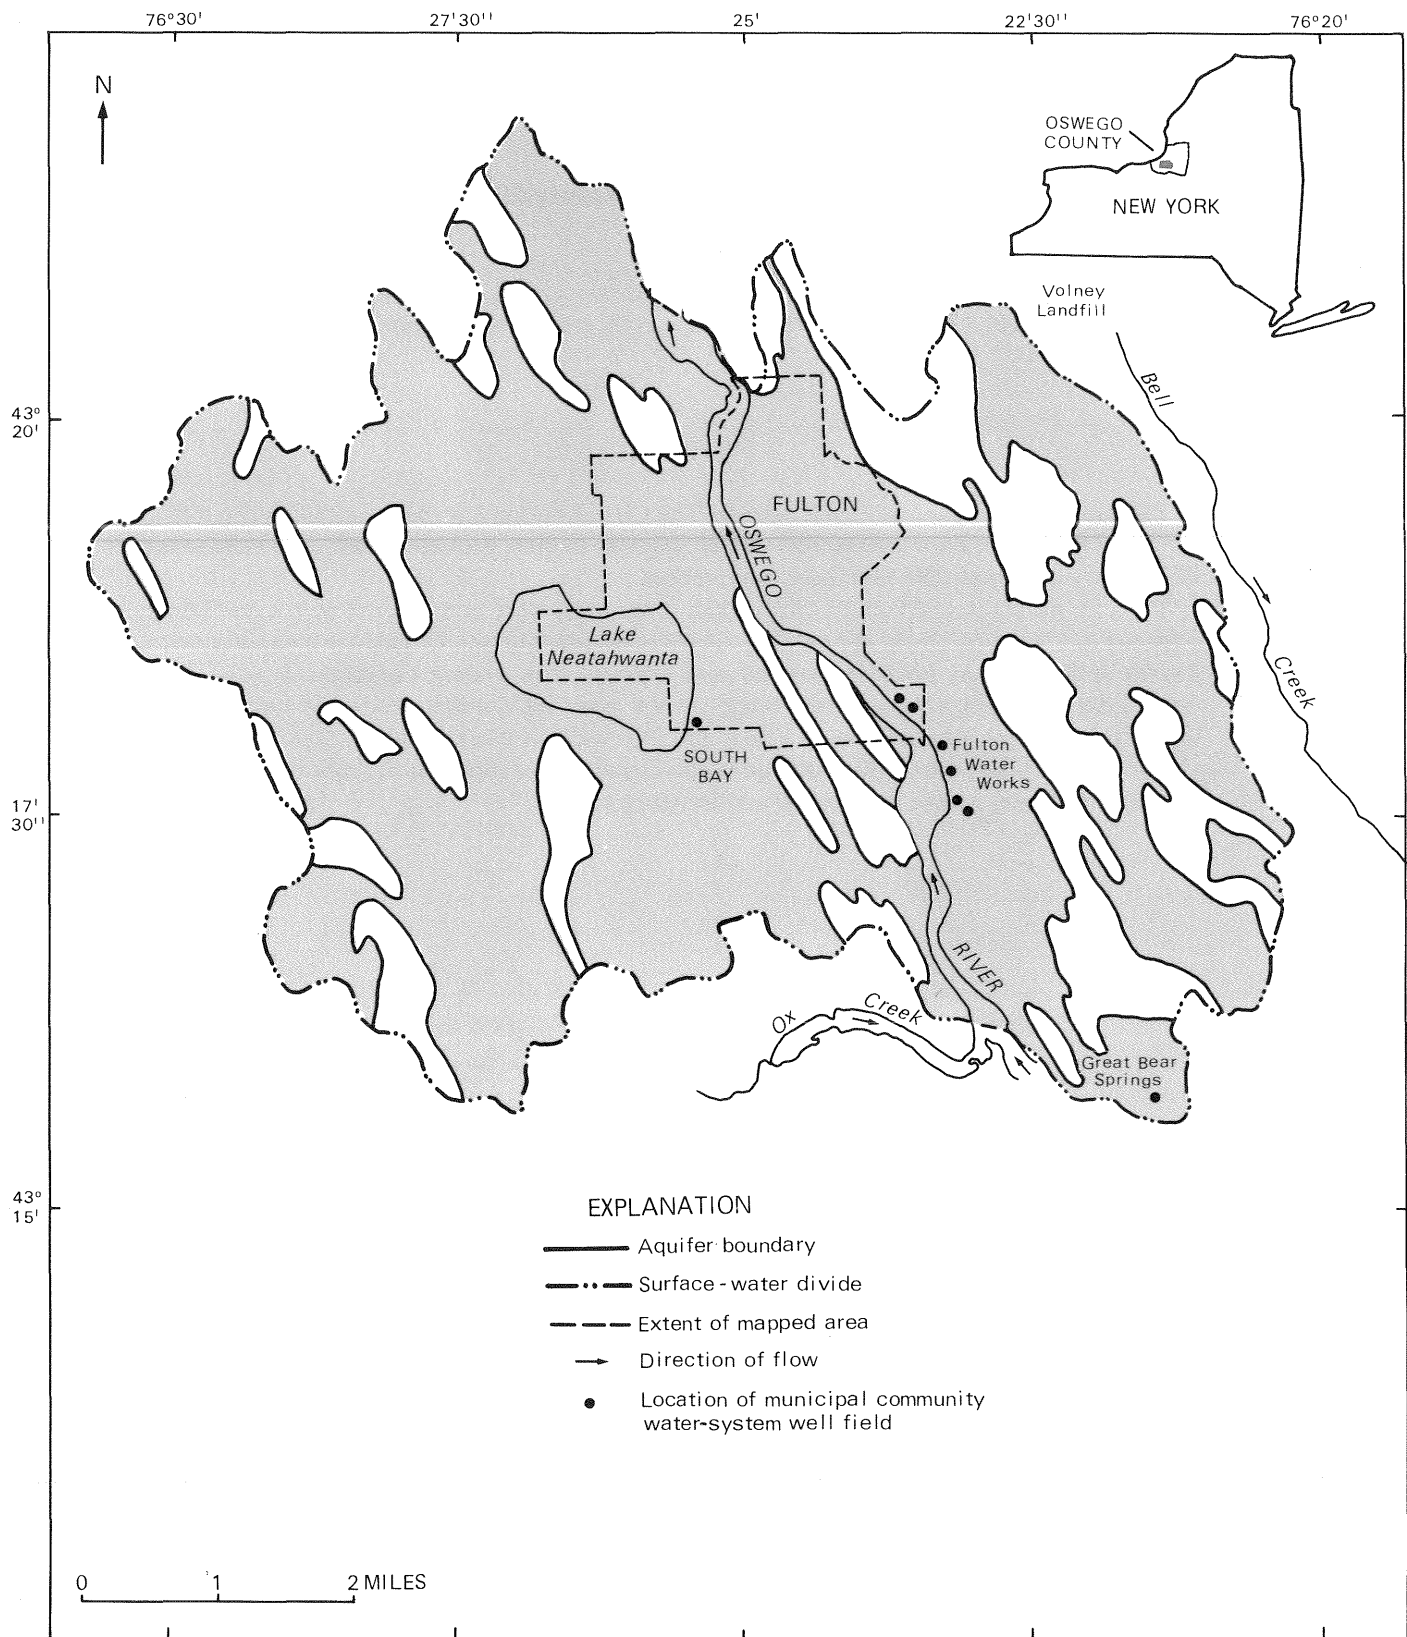 76°30'
27'30''
25'
22'30''
76°20'
N
OSWEGO
COUNTY
NEW YORK
Volney
Landfill
Bell
Creek
43°
20'
FULTON
OSWEGO
Lake
Neatahwanta
SOUTH
BAY
Fulton
Water
Works
17'
30''
RIVER
Ox
Creek
Great Bear
Springs
43°
15'
EXPLANATION
Aquifer boundary
Surface-water divide
Extent of mapped area
Direction of flow
Location of municipal community
water-system well field
0 1 2 MILES